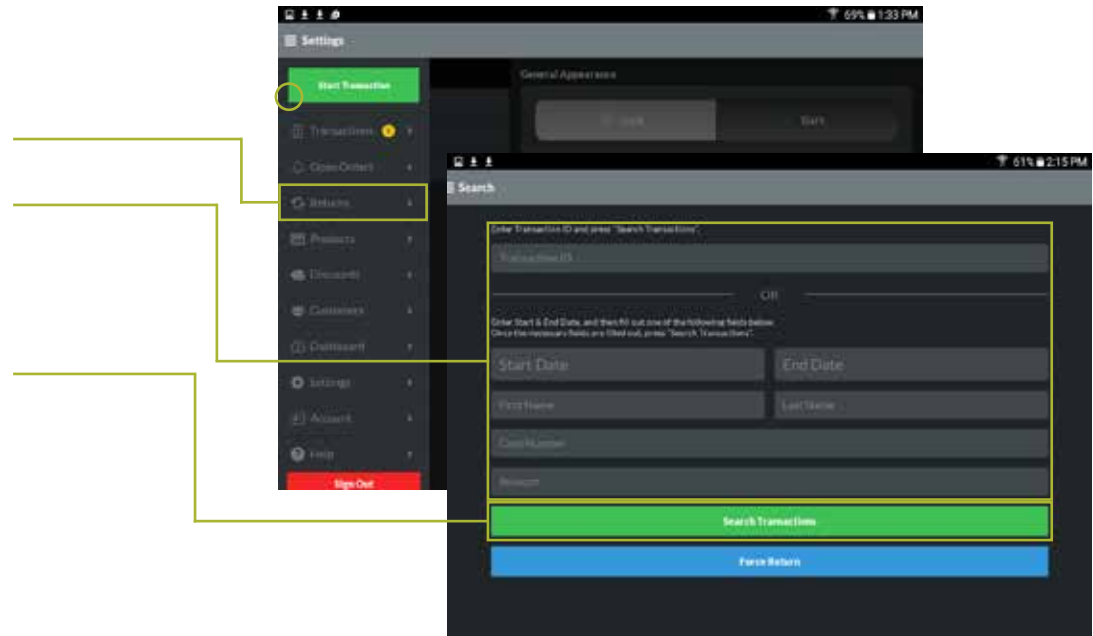 69% 1:33 PM
Settings
Start Transaction
General Appearance
Dark
Transactions 1
Open Orders
Returns
Products
Discounts
Customers
Dashboard
Settings
Account
Help
Sign Out
61% 2:15 PM
Search
Enter Transaction ID and press "Search Transactions".
Transaction ID
OR
Enter Start & End Date, and then fill out one of the following fields below.
Once the necessary fields are filled out, press "Search Transactions".
Start Date End Date
First Name Last Name
Card Number
Amount
Search Transactions
Force Return